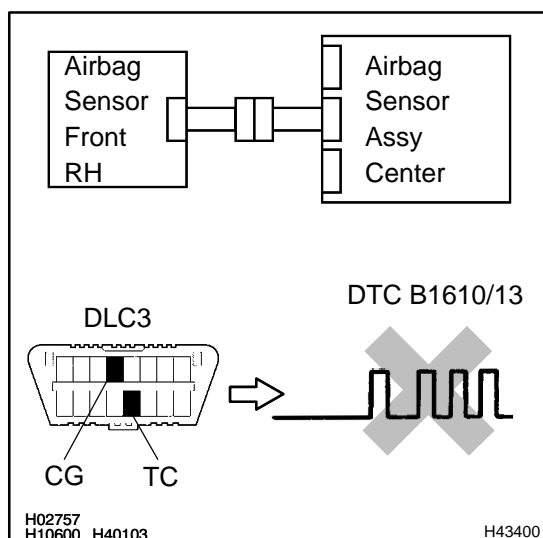 Airbag
Sensor
Front
RH
Airbag
Sensor
Assy
Center
DTC B1610/13
DLC3
CG
TC
H02757
H10600 H40103
H43400